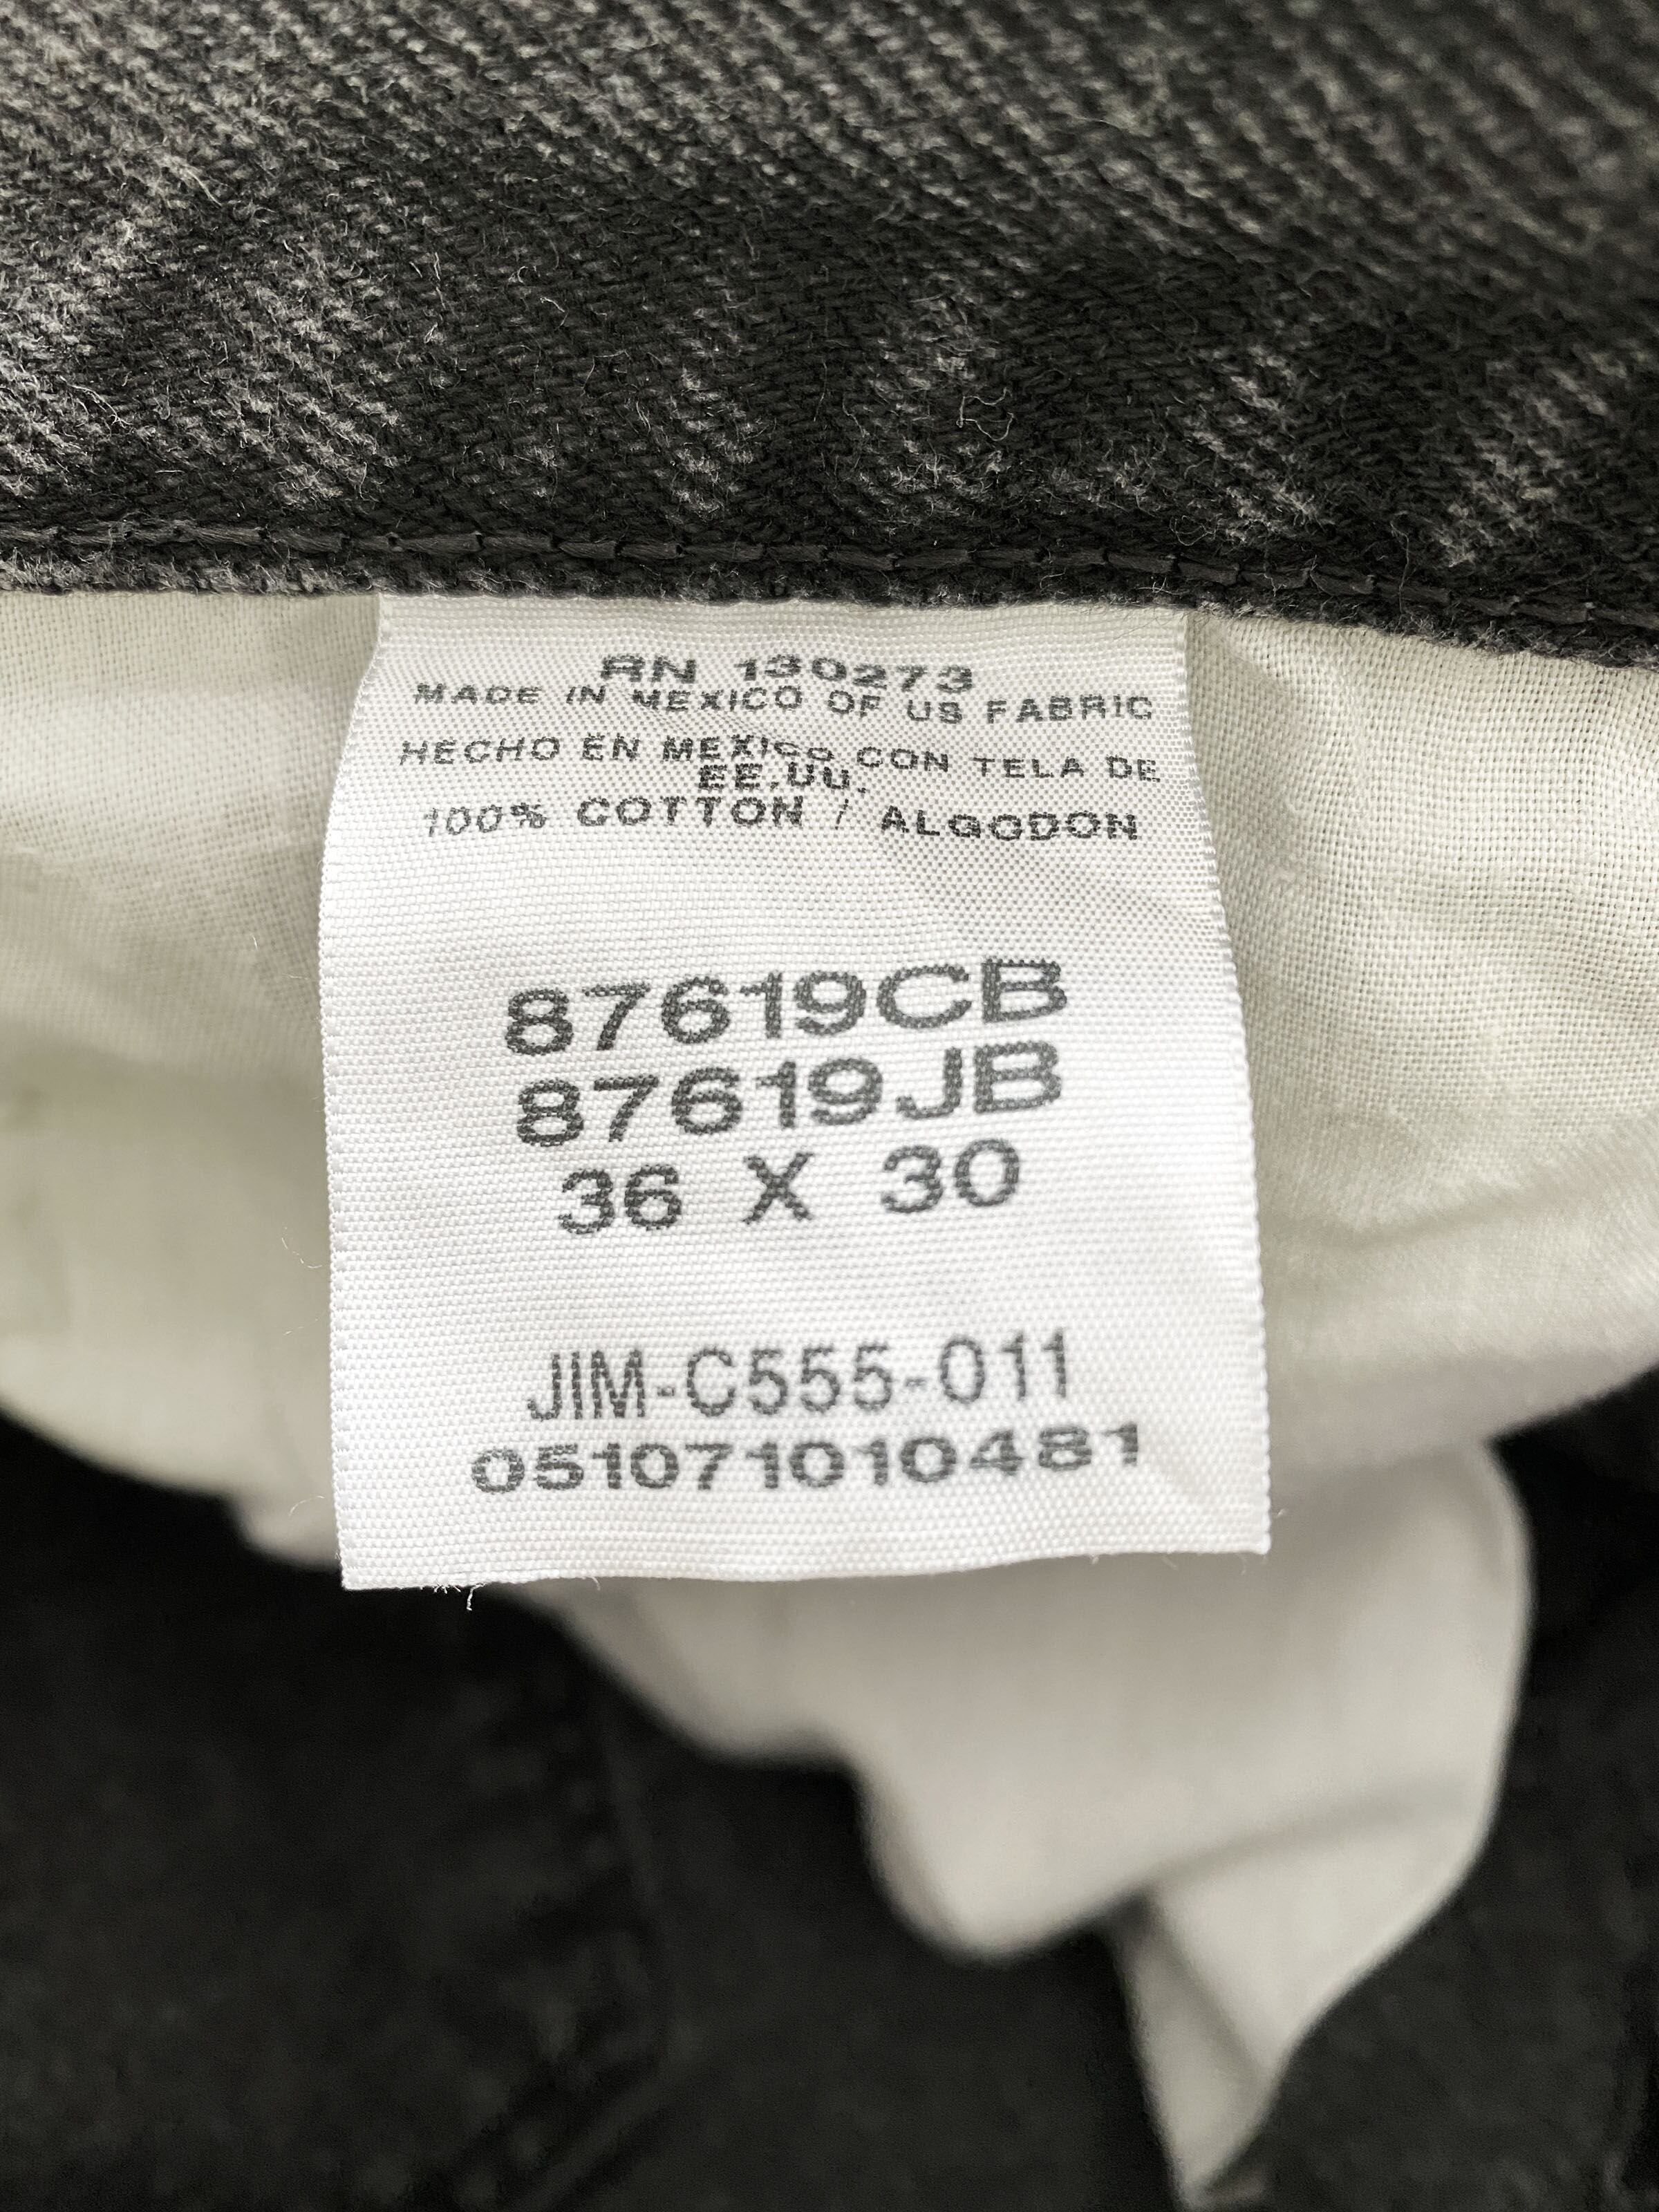 RN 130273
MADE IN MEXICO OF US FABRIC
HECHO EN MEXICO CON TELA DE
EE.UU.
100% COTTON / ALGODON
87619CB
87619JB
36 X 30
JIM-C555-011
051071010481